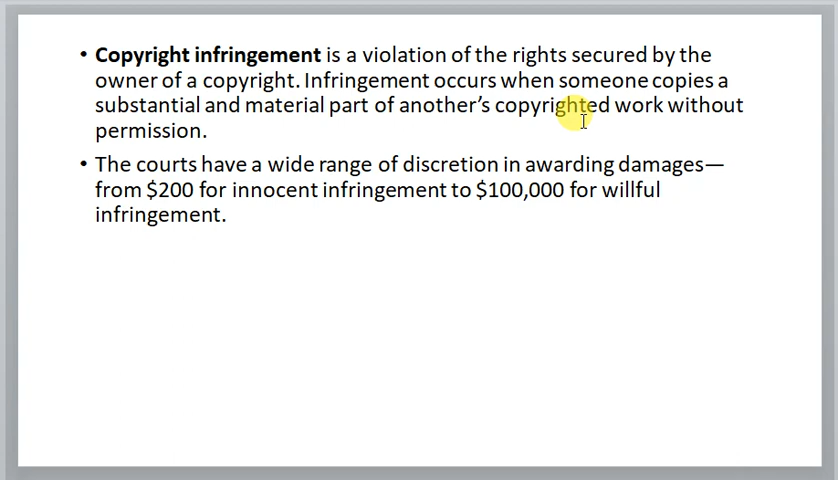 • Copyright infringement is a violation of the rights secured by the
owner of a copyright. Infringement occurs when someone copies a
substantial and material part of another’s copyrighted work without
permission.
• The courts have a wide range of discretion in awarding damages—
from $200 for innocent infringement to $100,000 for willful
infringement.